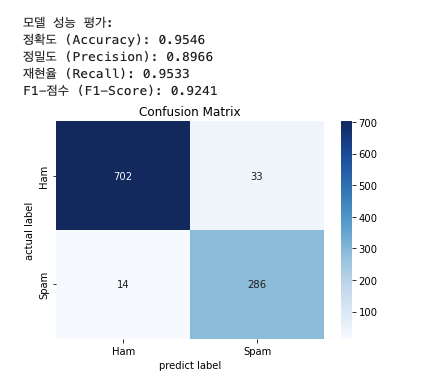 모델 성능 평가:
정확도 (Accuracy): 0.9546
정밀도 (Precision): 0.8966
재현율 (Recall): 0.9533
F1-점수 (F1-Score): 0.9241
Confusion Matrix
700
600
500
400
300
200
100
actual label
Ham
702
33
Spam
14
286
Ham
Spam
predict label